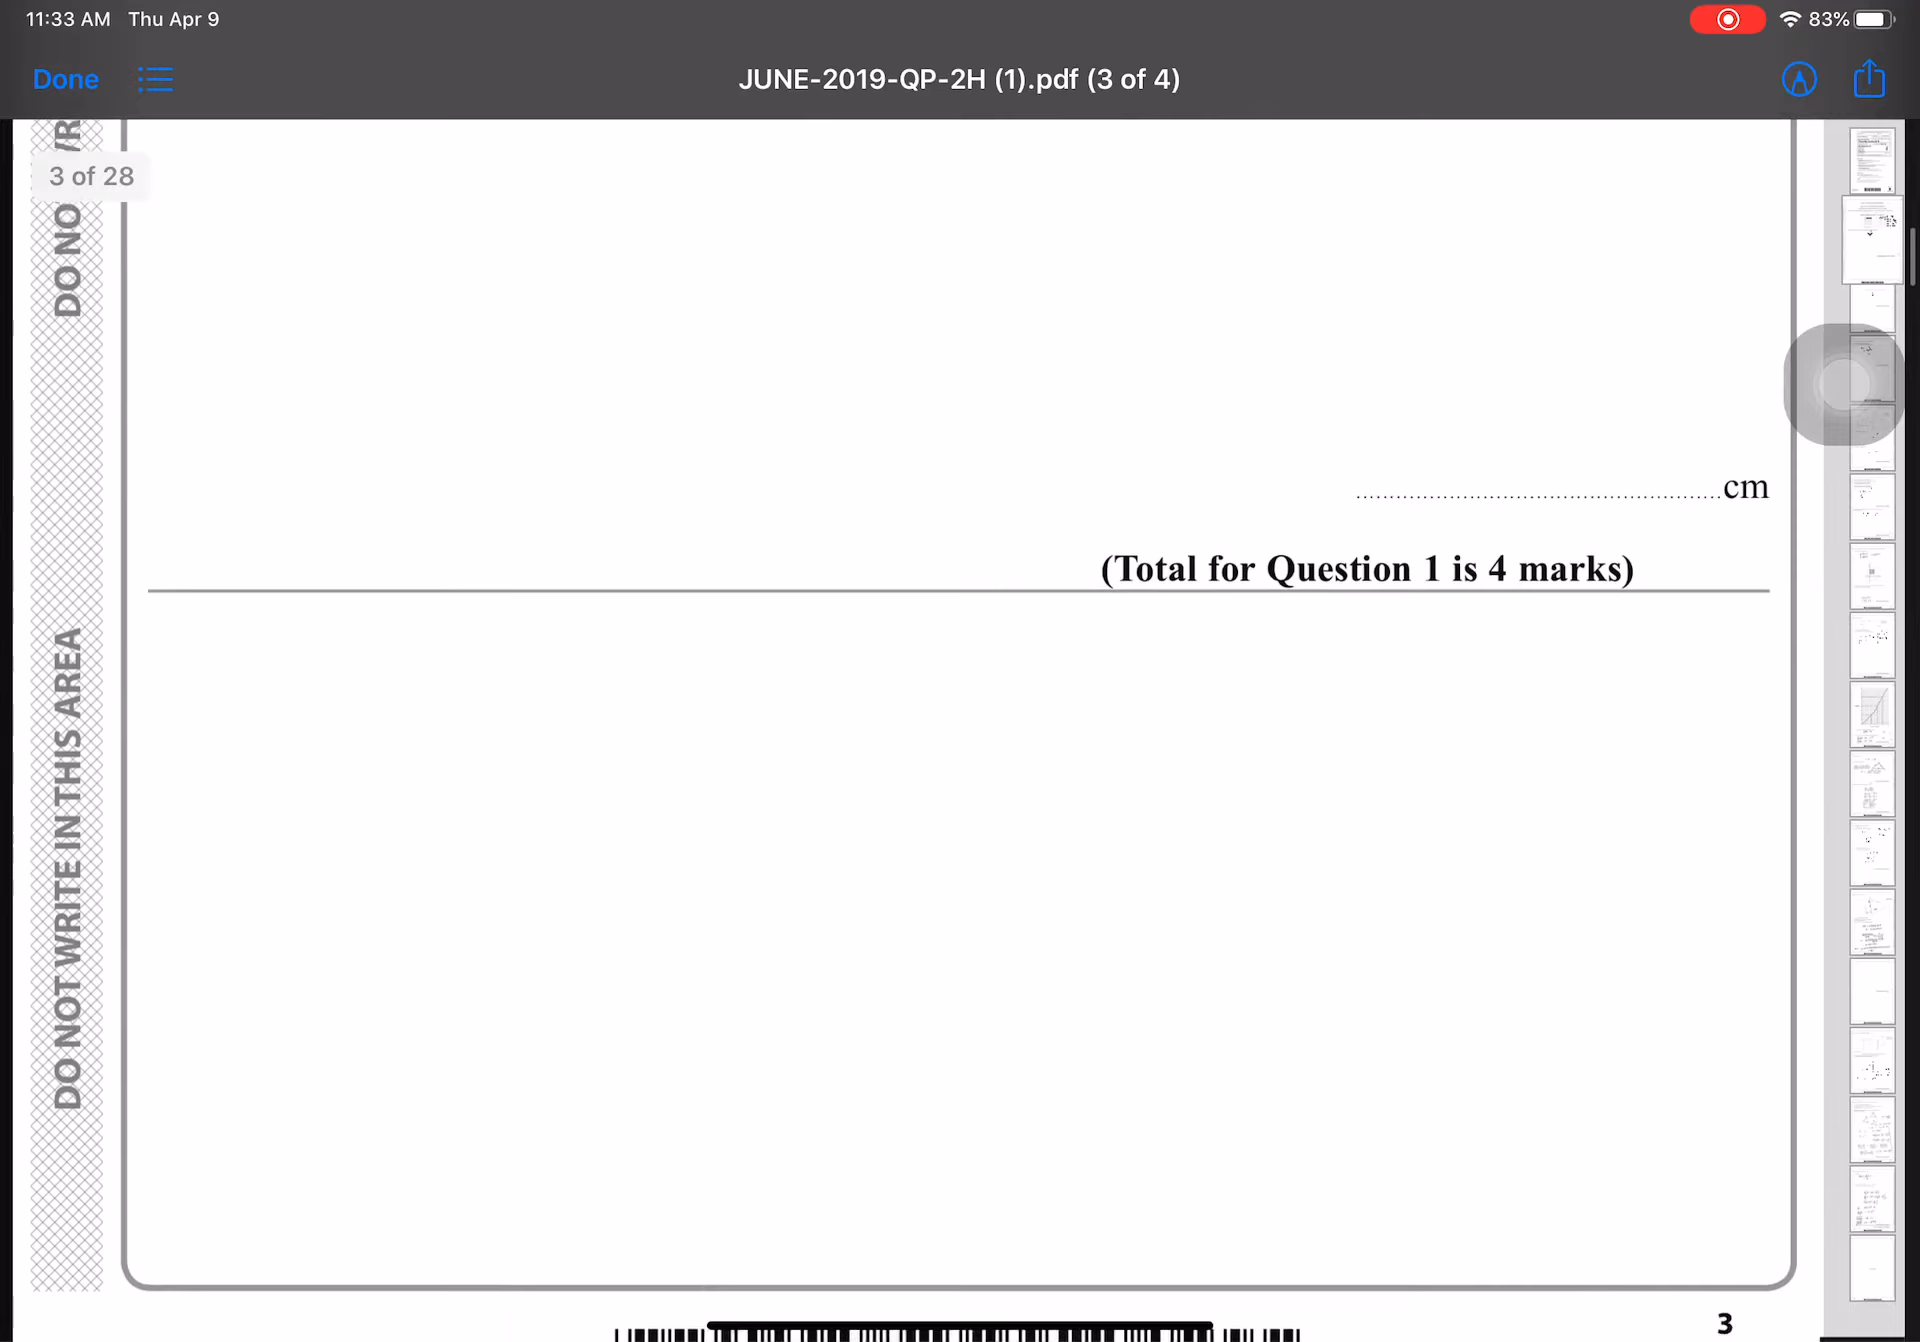 11:33 AM Thu Apr 9
83%
Done
JUNE-2019-QP-2H (1).pdf (3 of 4)
3 of 28
DO NO
WR
cm
(Total for Question 1 is 4 marks)
DO NOT WRITE IN THIS AREA
3